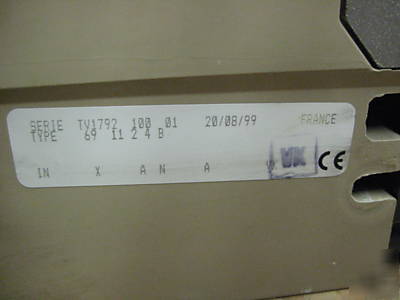 SERIE TV1792 100 01 20/08/99 FRANCE
TYPE 69 11 2 4 B
IN X A N A
CE